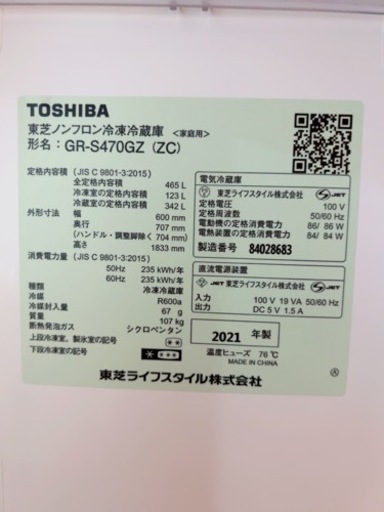 TOSHIBA
東芝ノンフロン冷凍冷蔵庫 <家庭用>
形名: GR-S470GZ (ZC)
定格内容積 (JIS C 9801-3:2015)
全定格内容積 465 L
冷凍室の定格内容積 123 L
冷蔵室の定格内容積 342 L
外形寸法 幅 600 mm
奥行 707 mm
(ハンドル・調整脚除く 704 mm)
高さ 1833 mm
消費電力量 (JIS C 9801-3:2015)
50Hz 235 kWh/年
60Hz 235 kWh/年
種類 冷凍冷蔵庫
冷媒 R600a
冷媒封入量 67 g
質量 107 kg
断熱発泡ガス シクロペンタン
上段冷凍室、製氷室の記号
下段冷凍室の記号
電気冷蔵庫
東芝ライフスタイル株式会社 JET
定格電圧 100 V
定格周波数 50/60 Hz
電動機の定格消費電力 86/ 86 W
電熱装置の定格消費電力 84/ 84 W
製造番号 84028683
直流電源装置
東芝ライフスタイル株式会社 JET
入力 100 V 19 VA 50/60 Hz
出力 DC 5 V 1.5 A
2021 年製
温度ヒューズ 76℃
MADE IN CHINA
東芝ライフスタイル株式会社